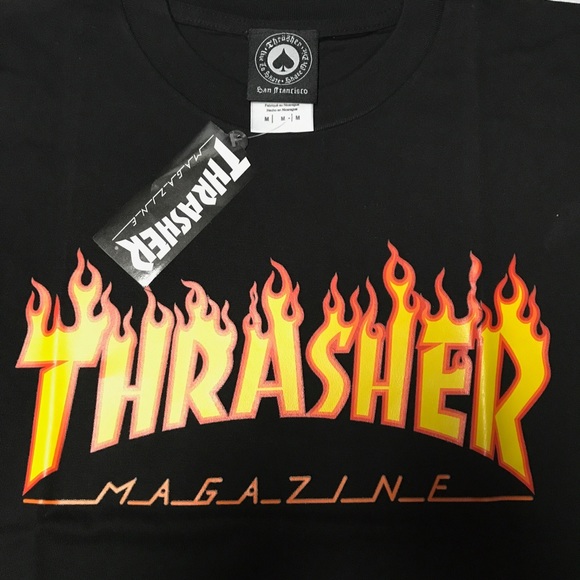 Thrasher
San Francisco
M | M - | M
THRASHER
MAGAZINE
THRASHER
MAGAZINE